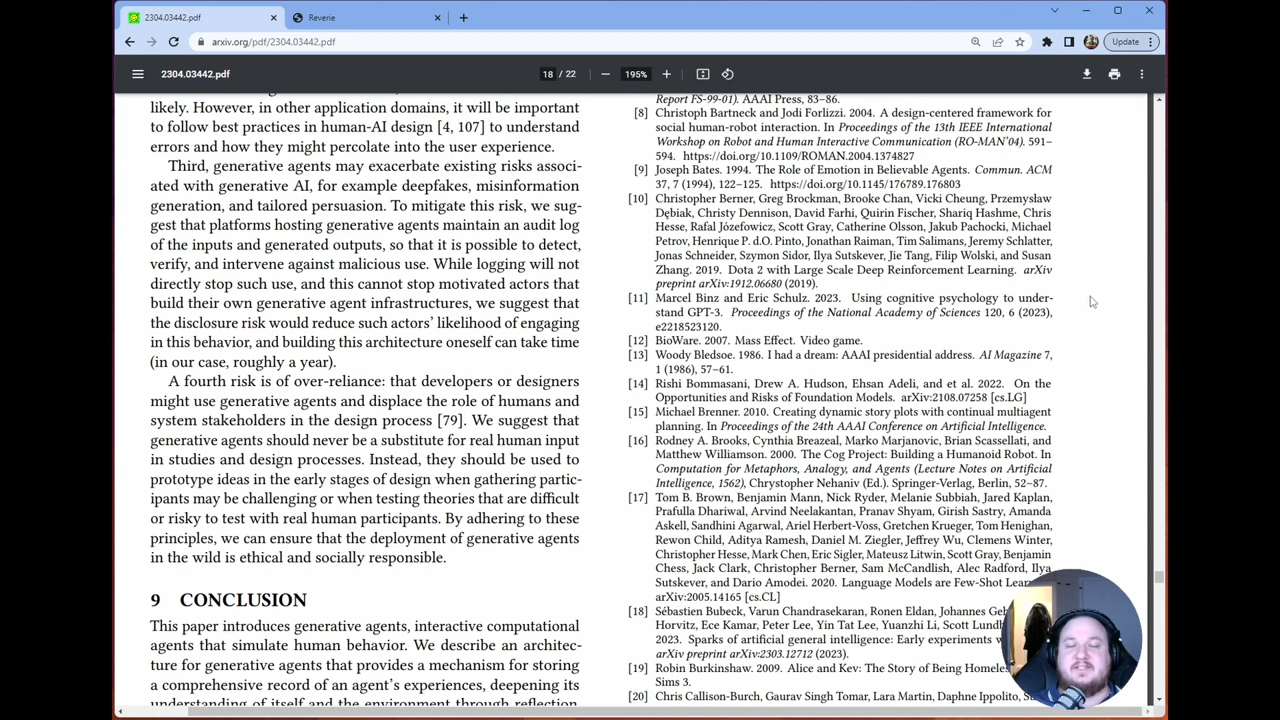 2304.03442.pdf
Reverie
arxiv.org/pdf/2304.03442.pdf
Update
2304.03442.pdf
18 / 22
195%
likely. However, in other application domains, it will be important
to follow best practices in human-AI design [4, 107] to understand
errors and how they might percolate into the user experience.
Third, generative agents may exacerbate existing risks associ-
ated with generative AI, for example deepfakes, misinformation
generation, and tailored persuasion. To mitigate this risk, we sug-
gest that platforms hosting generative agents maintain an audit log
of the inputs and generated outputs, so that it is possible to detect,
verify, and intervene against malicious use. While logging will not
directly stop such use, and this cannot stop motivated actors that
build their own generative agent infrastructures, we suggest that
the disclosure risk would reduce such actors' likelihood of engaging
in this behavior, and building this architecture oneself can take time
(in our case, roughly a year).
A fourth risk is of over-reliance: that developers or designers
might use generative agents and displace the role of humans and
system stakeholders in the design process [79]. We suggest that
generative agents should never be a substitute for real human input
in studies and design processes. Instead, they should be used to
prototype ideas in the early stages of design when gathering partic-
ipants may be challenging or when testing theories that are difficult
or risky to test with real human participants. By adhering to these
principles, we can ensure that the deployment of generative agents
in the wild is ethical and socially responsible.
9 CONCLUSION
This paper introduces generative agents, interactive computational
agents that simulate human behavior. We describe an architec-
ture for generative agents that provides a mechanism for storing
a comprehensive record of an agent's experiences, deepening its
understanding of itself and the environment through reflection,
Report FS-99-01). AAAI Press, 83–86.
[8] Christoph Bartneck and Jodi Forlizzi. 2004. A design-centered framework for
social human-robot interaction. In Proceedings of the 13th IEEE International
Workshop on Robot and Human Interactive Communication (RO-MAN'04). 591–
594. https://doi.org/10.1109/ROMAN.2004.1374827
[9] Joseph Bates. 1994. The Role of Emotion in Believable Agents. Commun. ACM
37, 7 (1994), 122–125. https://doi.org/10.1145/176789.176803
[10] Christopher Berner, Greg Brockman, Brooke Chan, Vicki Cheung, Przemysław
Dębiak, Christy Dennison, David Farhi, Quirin Fischer, Shariq Hashme, Chris
Hesse, Rafal Józefowicz, Scott Gray, Catherine Olsson, Jakub Pachocki, Michael
Petrov, Henrique P. d.O. Pinto, Jonathan Raiman, Tim Salimans, Jeremy Schlatter,
Jonas Schneider, Szymon Sidor, Ilya Sutskever, Jie Tang, Filip Wolski, and Susan
Zhang. 2019. Dota 2 with Large Scale Deep Reinforcement Learning. arXiv
preprint arXiv:1912.06680 (2019).
[11] Marcel Binz and Eric Schulz. 2023. Using cognitive psychology to under-
stand GPT-3. Proceedings of the National Academy of Sciences 120, 6 (2023),
e2218523120.
[12] BioWare. 2007. Mass Effect. Video game.
[13] Woody Bledsoe. 1986. I had a dream: AAAI presidential address. AI Magazine 7,
1 (1986), 57–61.
[14] Rishi Bommasani, Drew A. Hudson, Ehsan Adeli, and et al. 2022. On the
Opportunities and Risks of Foundation Models. arXiv:2108.07258 [cs.LG]
[15] Michael Brenner. 2010. Creating dynamic story plots with continual multiagent
planning. In Proceedings of the 24th AAAI Conference on Artificial Intelligence.
[16] Rodney A. Brooks, Cynthia Breazeal, Marko Marjanovic, Brian Scassellati, and
Matthew Williamson. 2000. The Cog Project: Building a Humanoid Robot. In
Computation for Metaphors, Analogy, and Agents (Lecture Notes on Artificial
Intelligence, 1562), Chrystopher Nehaniv (Ed.). Springer-Verlag, Berlin, 52–87.
[17] Tom B. Brown, Benjamin Mann, Nick Ryder, Melanie Subbiah, Jared Kaplan,
Prafulla Dhariwal, Arvind Neelakantan, Pranav Shyam, Girish Sastry, Amanda
Askell, Sandhini Agarwal, Ariel Herbert-Voss, Gretchen Krueger, Tom Henighan,
Rewon Child, Aditya Ramesh, Daniel M. Ziegler, Jeffrey Wu, Clemens Winter,
Christopher Hesse, Mark Chen, Eric Sigler, Mateusz Litwin, Scott Gray, Benjamin
Chess, Jack Clark, Christopher Berner, Sam McCandlish, Alec Radford, Ilya
Sutskever, and Dario Amodei. 2020. Language Models are Few-Shot
arXiv:2005.14165 [cs.CL]
[18] Sébastien Bubeck, Varun Chandrasekaran, Ronen Eldan, Johannes
Horvitz, Ece Kamar, Peter Lee, Yin Tat Lee, Yuanzhi Li, Scott
2023. Sparks of artificial general intelligence: Early experiments
arXiv preprint arXiv:2303.12712 (2023).
[19] Robin Burkinshaw. 2009. Alice and Kev: The Story of Being
Sims 3.
[20] Chris Callison-Burch, Gaurav Singh Tomar, Lara Martin, Daphne Ippolito,